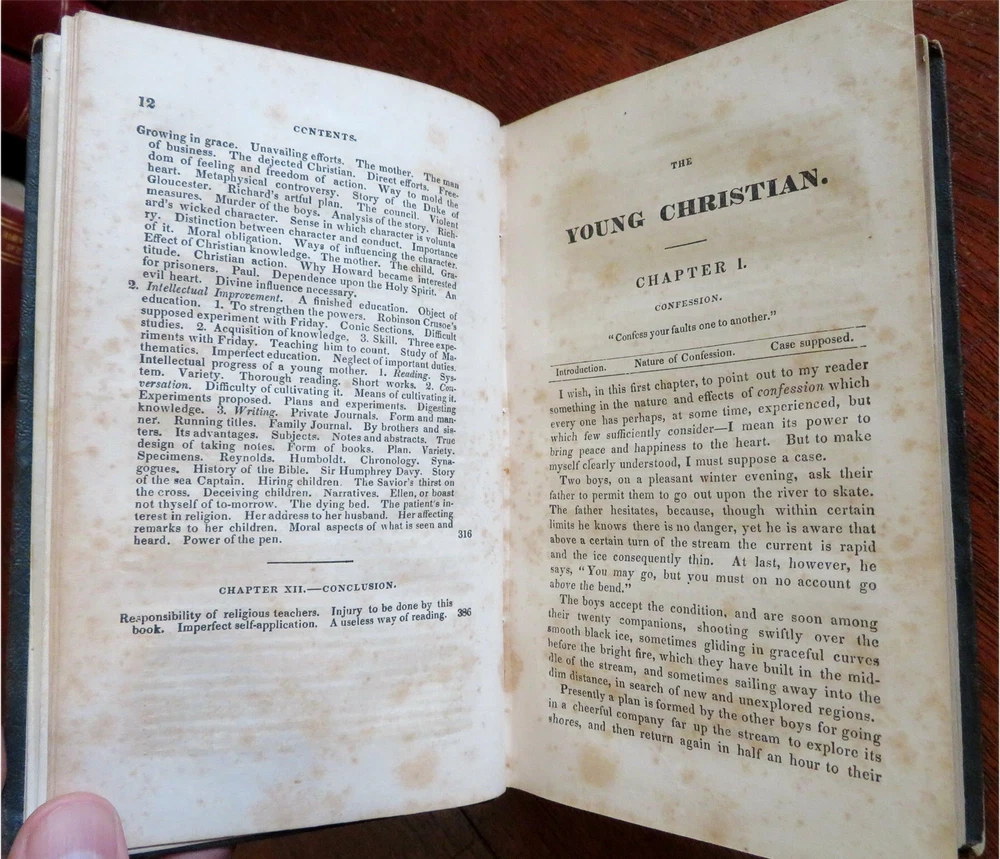 12
CONTENTS.
Growing in grace. Unavailing efforts. The mother. The man
of business. The dejected Christian. Direct efforts. Free-
dom of feeling and freedom of action. Way to mold the
heart. Metaphysical controversy. Story of the Duke of
Gloucester. Richard's artful plan. The council. Violent
measures. Murder of the boys. Analysis of the story. Rich-
ard's wicked character. Sense in which character is volunta
ry. Distinction between character and conduct. Importance
of it. Moral obligation. Ways of influencing the character.
Effect of Christian knowledge. The mother. The child. Gra-
titude. Christian action. Why Howard became interested
for prisoners. Paul. Dependence upon the Holy Spirit. An
evil heart. Divine influence necessary.
2. Intellectual Improvement. A finished education. Object of
education. 1. To strengthen the powers. Robinson Crusoe's
supposed experiment with Friday. Conic Sections. Difficult
studies. 2. Acquisition of knowledge. 3. Skill. Three expe-
riments with Friday. Teaching him to count. Study of Ma-
thematics. Imperfect education. Neglect of important duties.
Intellectual progress of a young mother. 1. Reading. Sys-
tem. Variety. Thorough reading. Short works. 2. Con-
versation. Difficulty of cultivating it. Means of cultivating it.
Experiments proposed. Plans and experiments. Digesting
knowledge. 3. Writing. Private Journals. Form and man-
ner. Running titles. Family Journal. By brothers and sis-
ters. Its advantages. Subjects. Notes and abstracts. True
design of taking notes. Form of books. Plan. Variety.
Specimens. Reynolds. Humboldt. Chronology. Syna-
gogues. History of the Bible. Sir Humphrey Davy. Story
of the sea Captain. Hiring children. The Savior's thirst on
the cross. Deceiving children. Narratives. Ellen, or boast
not thyself of to-morrow. The dying bed. The patient's in-
terest in religion. Her address to her husband. Her affecting
remarks to her children. Moral aspects of what is seen and
heard. Power of the pen. 316
CHAPTER XII.—CONCLUSION.
Responsibility of religious teachers. Injury to be done by this
book. Imperfect self-application. A useless way of reading. 386
THE
YOUNG CHRISTIAN.
CHAPTER I.
CONFESSION.
"Confess your faults one to another."
Introduction. Nature of Confession. Case supposed.
I wish, in this first chapter, to point out to my reader
something in the nature and effects of confession which
every one has perhaps, at some time, experienced, but
which few sufficiently consider—I mean its power to
bring peace and happiness to the heart. But to make
myself clearly understood, I must suppose a case.
Two boys, on a pleasant winter evening, ask their
father to permit them to go out upon the river to skate.
The father hesitates, because, though within certain
limits he knows there is no danger, yet he is aware that
above a certain turn of the stream the current is rapid
and the ice consequently thin. At last, however, he
says, "You may go, but you must on no account go
above the bend."
The boys accept the condition, and are soon among
their twenty companions, shooting swiftly over the
smooth black ice, sometimes gliding in graceful curves
before the bright fire, which they have built in the mid-
dle of the stream, and sometimes sailing away into the
dim distance, in search of new and unexplored regions.
Presently a plan is formed by the other boys for going
in a cheerful company far up the stream to explore its
shores, and then return again in half an hour to their